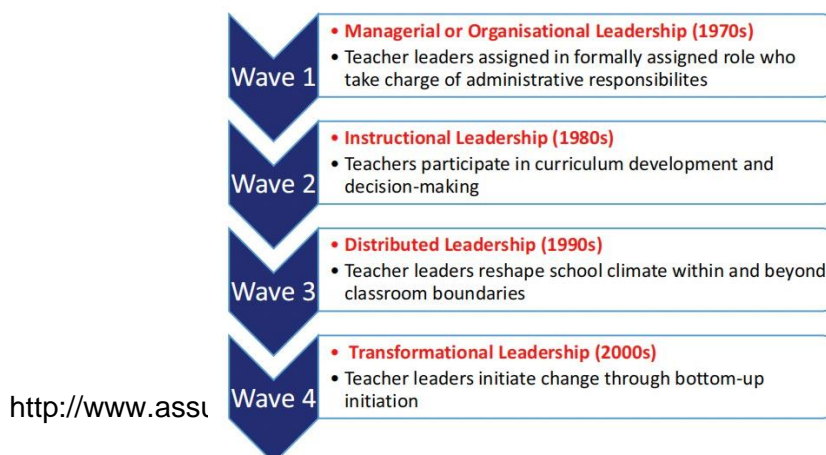 Wave 1
• Managerial or Organisational Leadership (1970s)
• Teacher leaders assigned in formally assigned role who
take charge of administrative responsibilites
Wave 2
• Instructional Leadership (1980s)
• Teachers participate in curriculum development and
decision-making
Wave 3
• Distributed Leadership (1990s)
• Teacher leaders reshape school climate within and beyond
classroom boundaries
Wave 4
• Transformational Leadership (2000s)
• Teacher leaders initiate change through bottom-up
initiation
http://www.assu